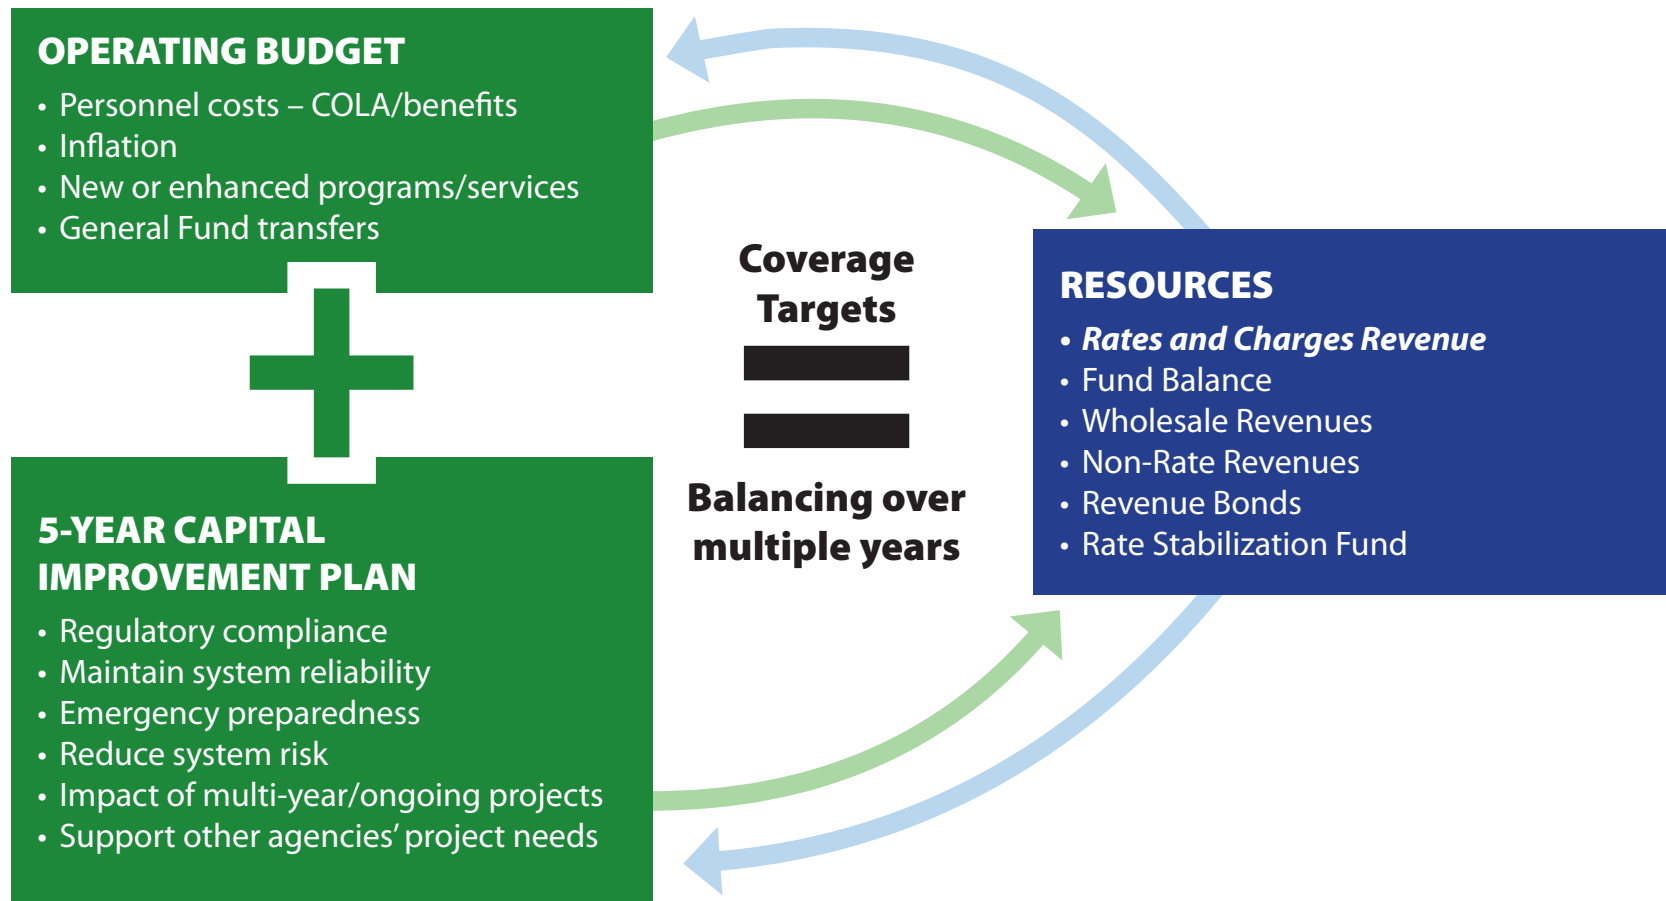 OPERATING BUDGET
• Personnel costs – COLA/benefits
• Inflation
• New or enhanced programs/services
• General Fund transfers
5-YEAR CAPITAL
IMPROVEMENT PLAN
• Regulatory compliance
• Maintain system reliability
• Emergency preparedness
• Reduce system risk
• Impact of multi-year/ongoing projects
• Support other agencies’ project needs
Coverage
Targets
Balancing over
multiple years
RESOURCES
• Rates and Charges Revenue
• Fund Balance
• Wholesale Revenues
• Non-Rate Revenues
• Revenue Bonds
• Rate Stabilization Fund